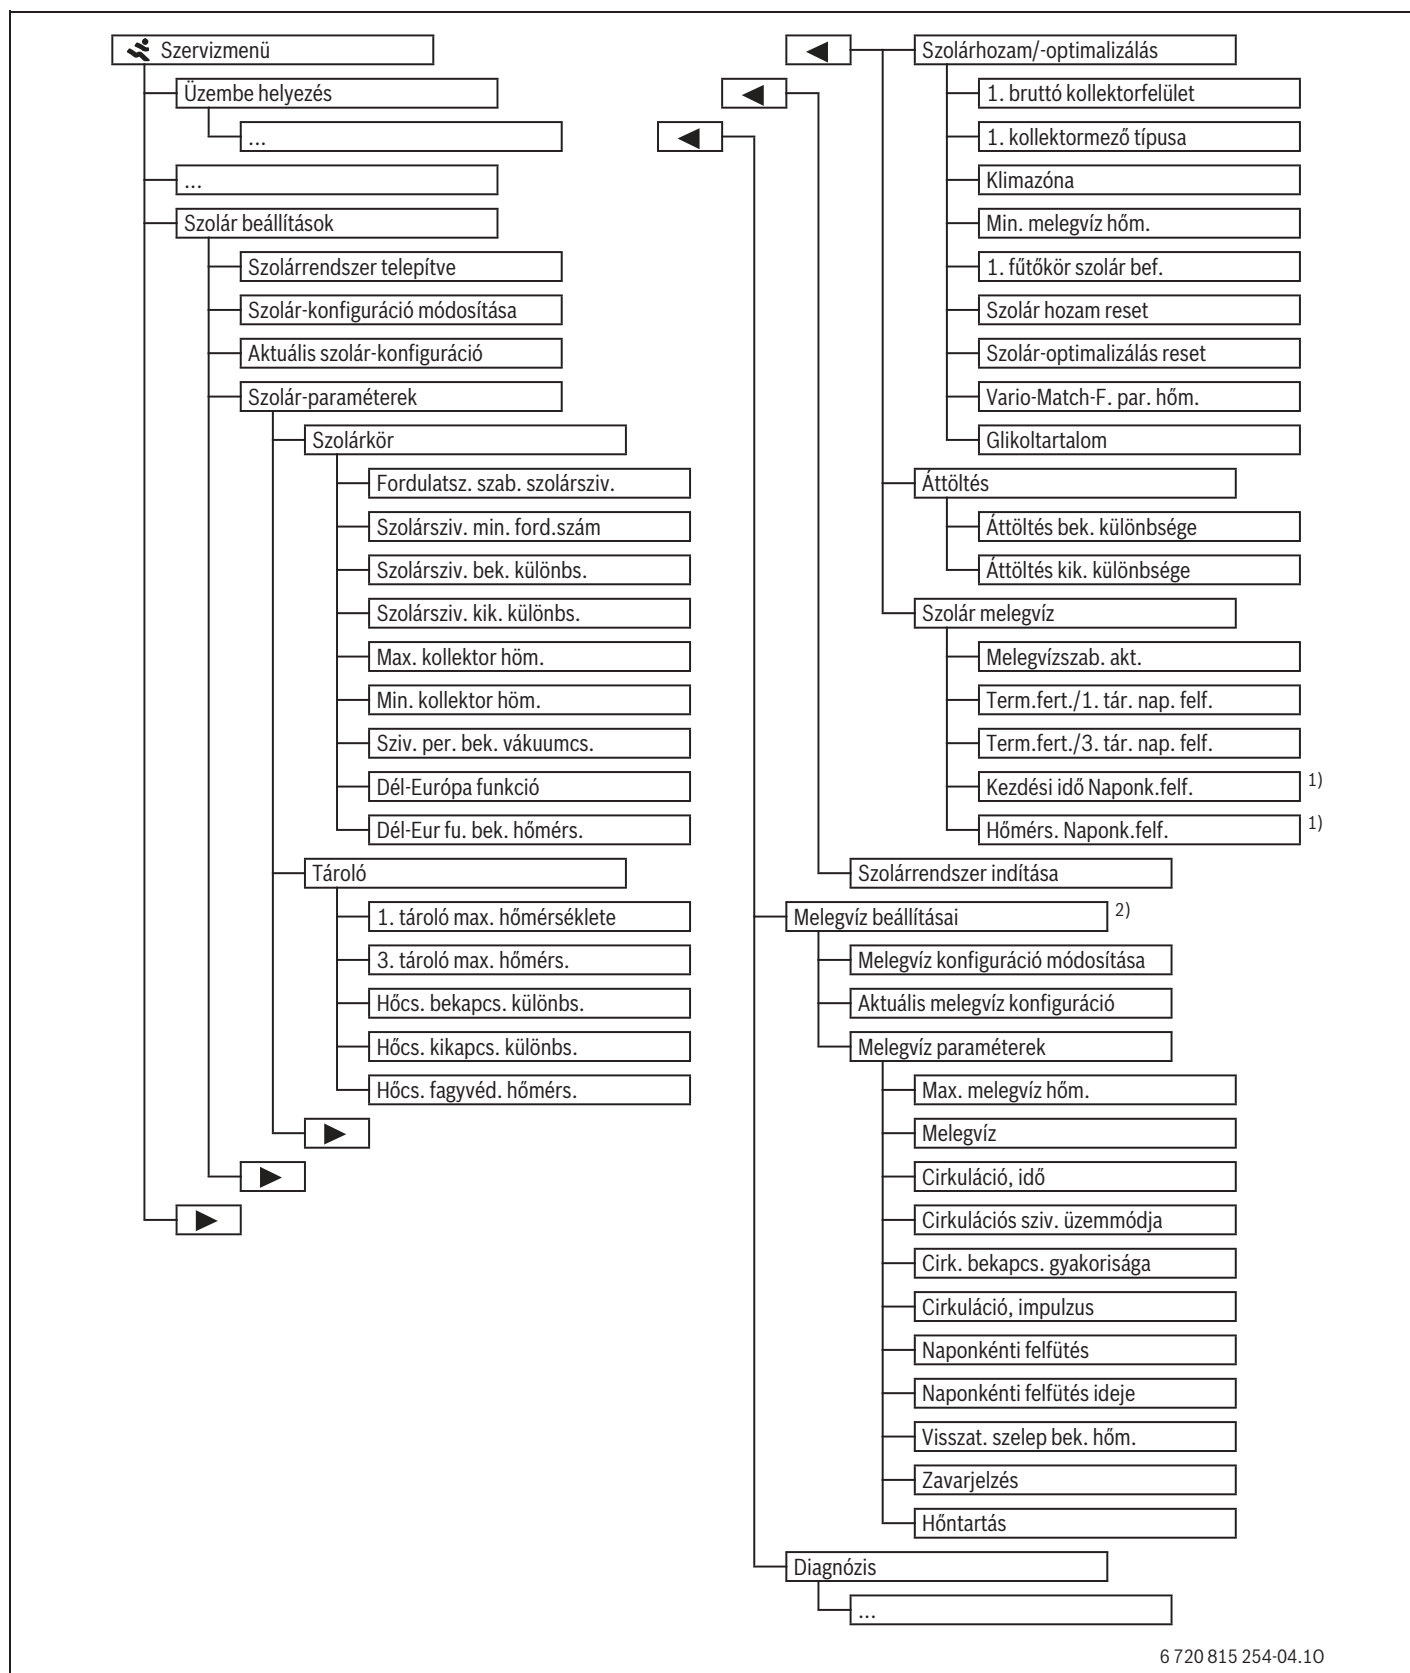 Szervizmenü
Üzembe helyezés
...
...
Szolár beállítások
Szolárrendszer telepítve
Szolár-konfiguráció módosítása
Aktuális szolár-konfiguráció
Szolár-paraméterek
Szolárkör
Fordulatsz. szab. szolársziv.
Szolársziv. min. ford.szám
Szolársziv. bek. különbs.
Szolársziv. kik. különbs.
Max. kollektor höm.
Min. kollektor höm.
Sziv. per. bek. vákuumcs.
Dél-Európa funkció
Dél-Eur fu. bek. hőmérs.
Tároló
1. tároló max. hőmérséklete
3. tároló max. hőmérs.
Hőcs. bekapcs. különbs.
Hőcs. kikapcs. különbs.
Hőcs. fagyvéd. hőmérs.
Szolárhozam/-optimalizálás
1. bruttó kollektorfelület
1. kollektormező típusa
Klimazóna
Min. melegvíz hőm.
1. fűtőkör szolár bef.
Szolár hozam reset
Szolár-optimalizálás reset
Vario-Match-F. par. hőm.
Glikoltartalom
Áttöltés
Áttöltés bek. különbsége
Áttöltés kik. különbsége
Szolár melegvíz
Melegvízszab. akt.
Term.fert./1. tár. nap. felf.
Term.fert./3. tár. nap. felf.
Kezdési idő Naponk.felf. 1)
Hőmérs. Naponk.felf. 1)
Szolárrendszer indítása
Melegvíz beállításai 2)
Melegvíz konfiguráció módosítása
Aktuális melegvíz konfiguráció
Melegvíz paraméterek
Max. melegvíz hőm.
Melegvíz
Cirkuláció, idő
Cirkulációs sziv. üzemmódja
Cirk. bekapcs. gyakorisága
Cirkuláció, impulzus
Naponkénti felfütés
Naponkénti felfütés ideje
Visszat. szelep bek. hőm.
Zavarjelzés
Hőntartás
Diagnózis
...
6 720 815 254-04.1O